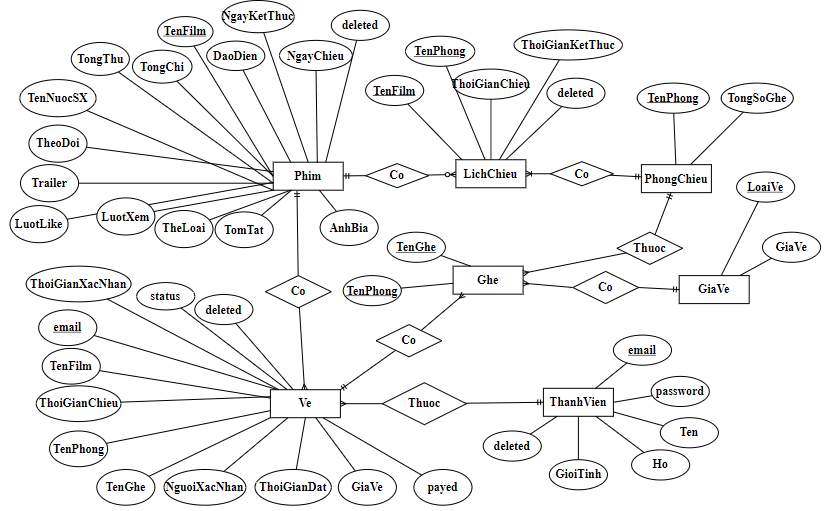 NgayKetThuc
deleted
TenFilm
DaoDien
NgayChieu
TongThu
TongChi
TenNuocSX
TheoDoi
Trailer
LuotLike
LuotXem
TheLoai
TomTat
AnhBia
Phim
Co
TenFilm
TenPhong
ThoiGianChieu
ThoiGianKetThuc
deleted
LichChieu
Co
TenPhong
TongSoGhe
PhongChieu
Thuoc
LoaiVe
GiaVe
GiaVe
TenGhe
TenPhong
Ghe
Co
Co
Co
ThoiGianXacNhan
status
deleted
email
TenFilm
ThoiGianChieu
TenPhong
TenGhe
NguoiXacNhan
ThoiGianDat
GiaVe
payed
Ve
Thuoc
ThanhVien
email
password
Ten
Ho
GioiTinh
deleted